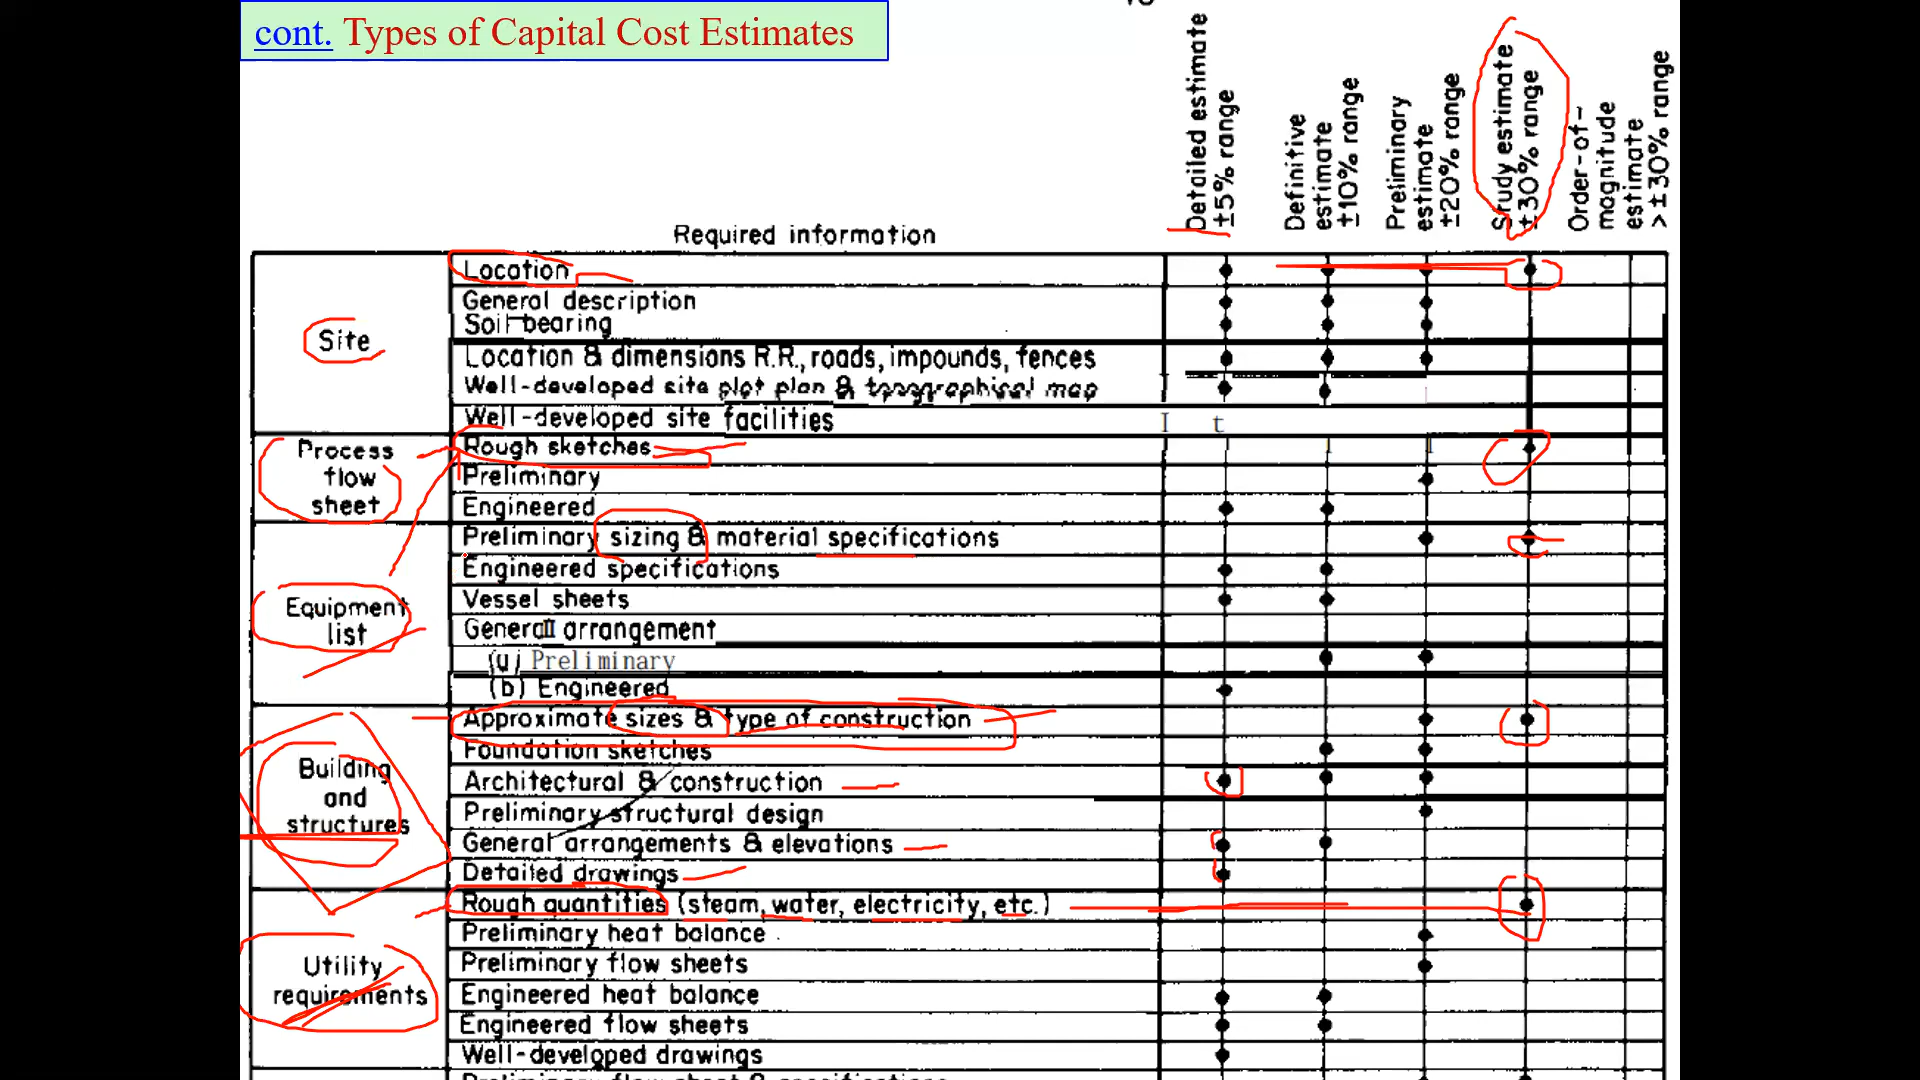 cont. Types of Capital Cost Estimates
Detailed estimate
±5% range
Definitive
estimate
±10% range
Preliminary
estimate
±20% range
Study estimate
±30% range
Order-of-
magnitude
estimate
>±30% range
Required information
Site
Location
General description
Soil bearing
Location & dimensions R.R., roads, impounds, fences
Well-developed site plot plan & topographical map
Well-developed site facilities
I t
Process
flow
sheet
Rough sketches
Preliminary
Engineered
Equipment
list
Preliminary sizing & material specifications
Engineered specifications
Vessel sheets
General arrangement
Preliminary
(b) Engineered
Building
and
structures
Approximate sizes & type of construction
Foundation sketches
Architectural & construction
Preliminary structural design
General arrangements & elevations
Detailed drawings
Utility
requirements
Rough quantities (steam, water, electricity, etc.)
Preliminary heat balance
Preliminary flow sheets
Engineered heat balance
Engineered flow sheets
Well-developed drawings